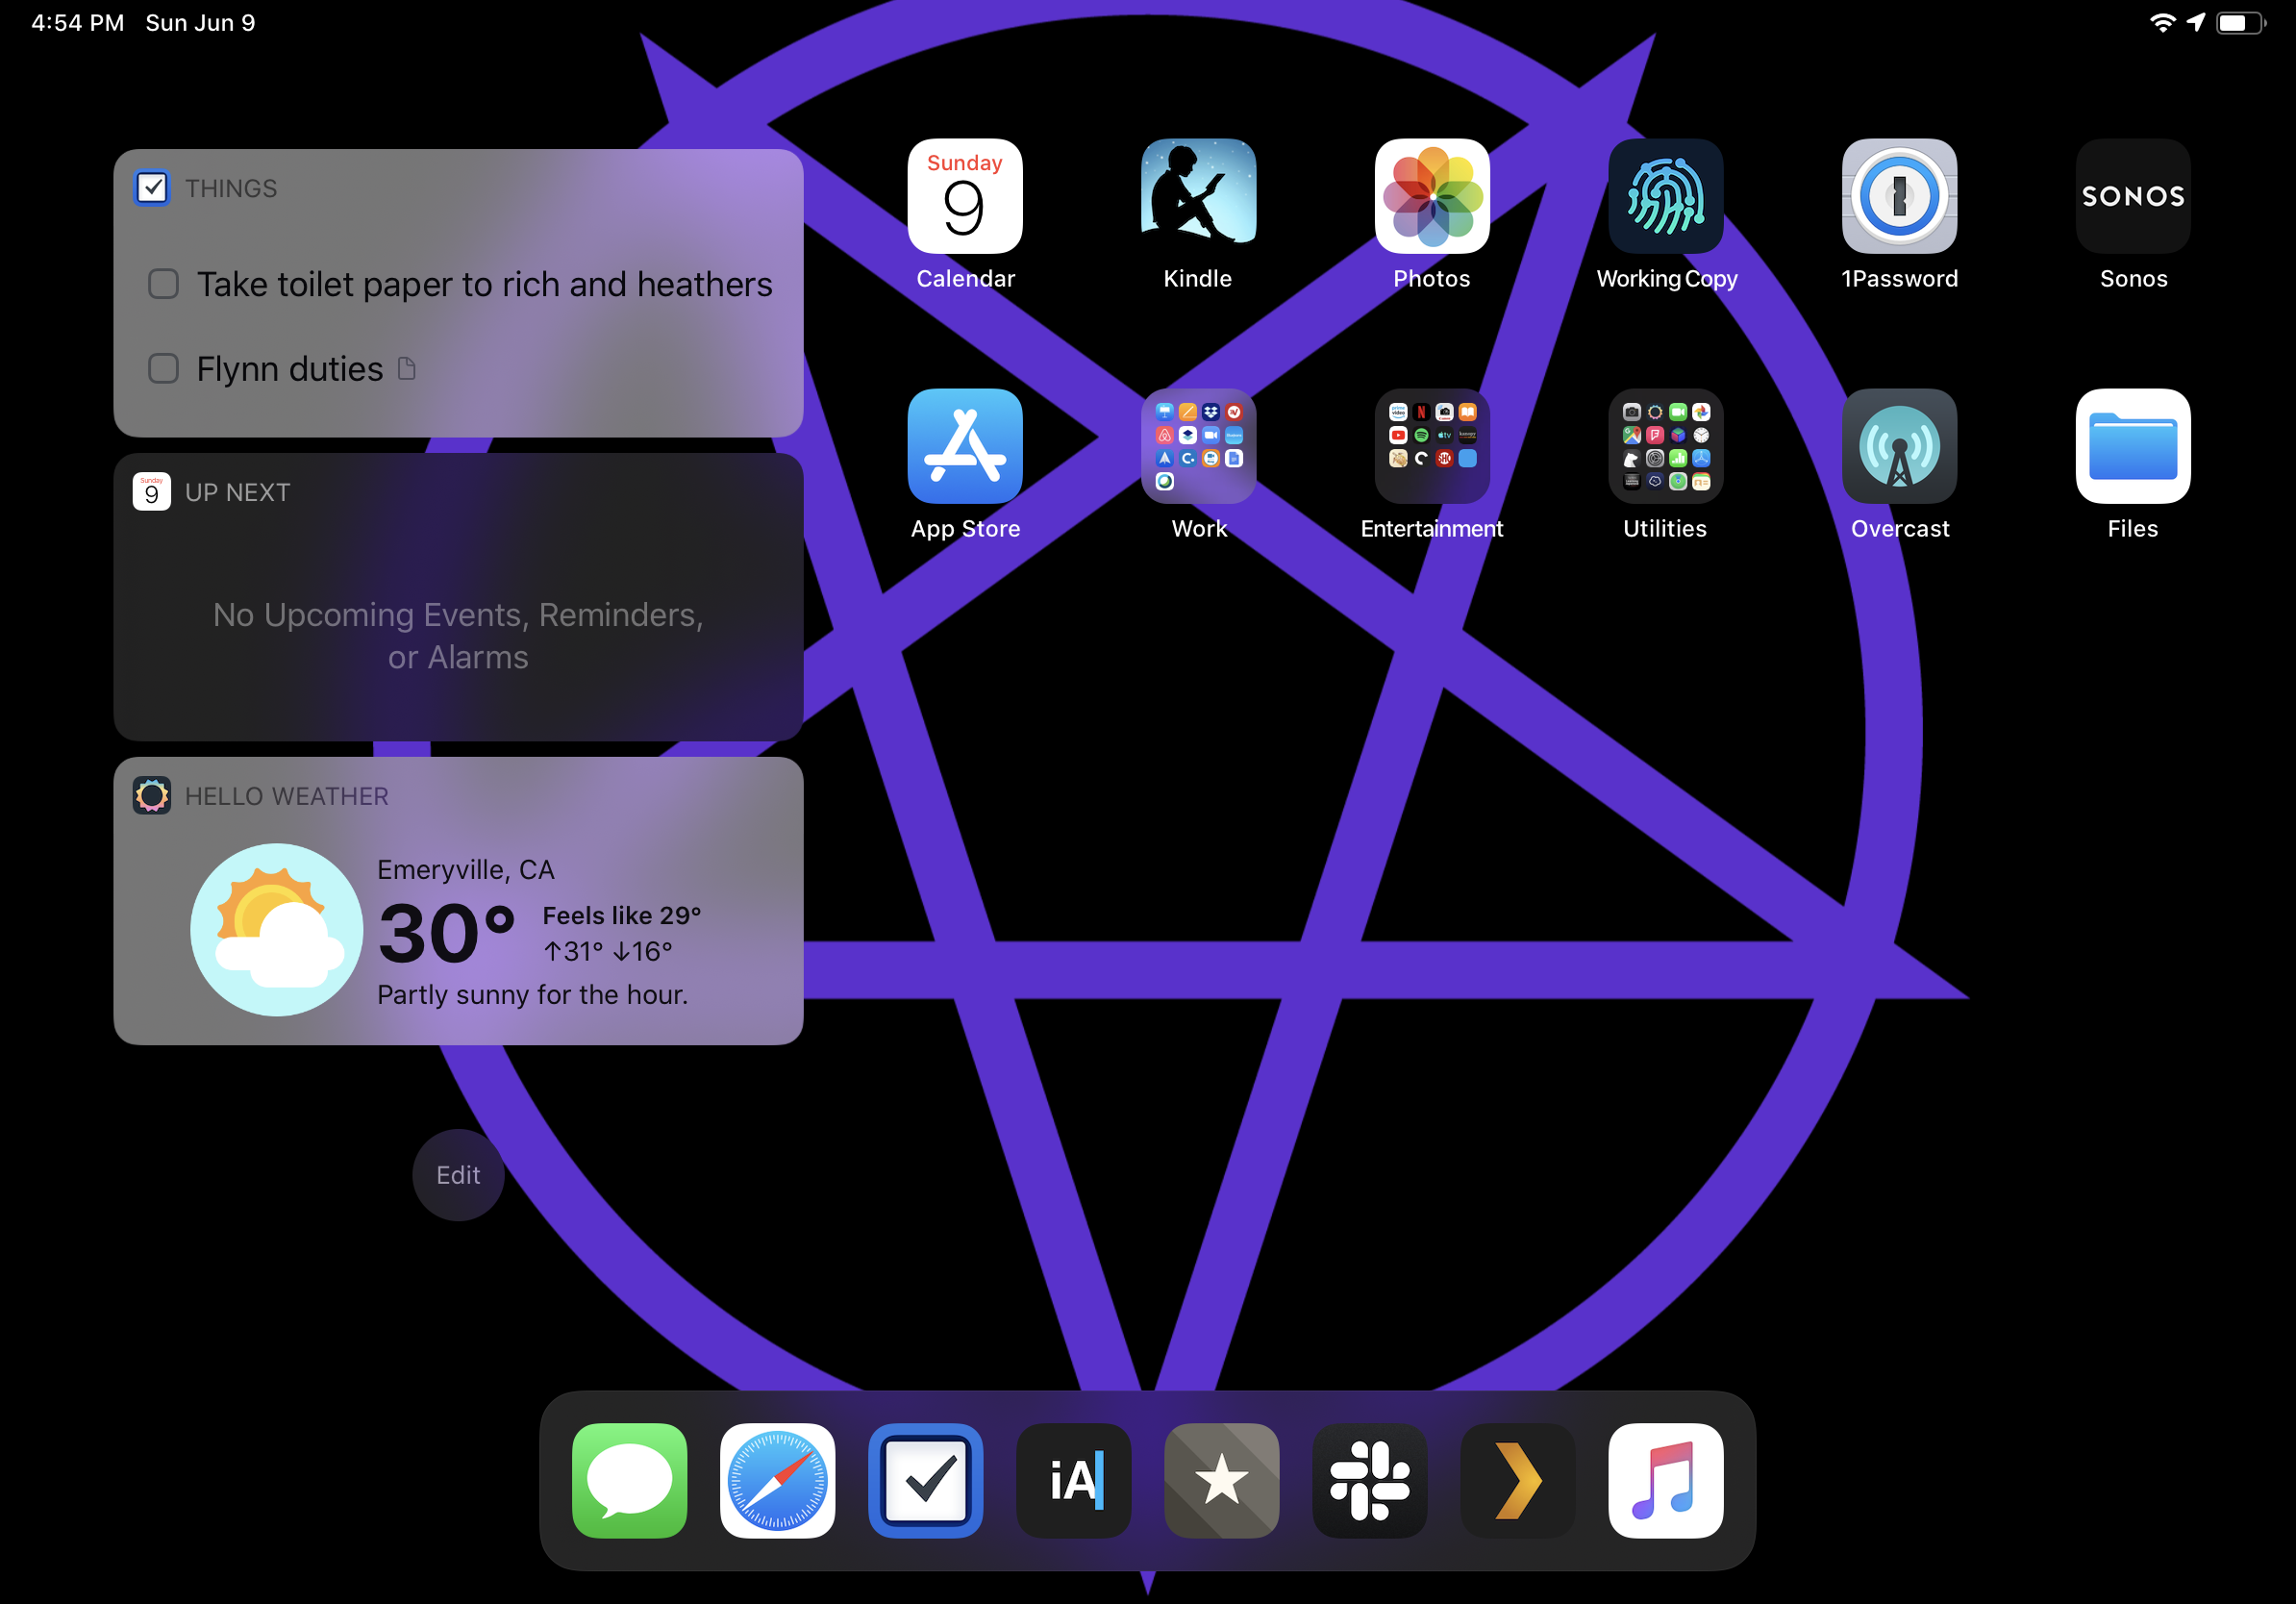 4:54 PM Sun Jun 9
THINGS
Take toilet paper to rich and heathers
Flynn duties
Sunday
9
UP NEXT
No Upcoming Events, Reminders,
or Alarms
HELLO WEATHER
Emeryville, CA
30° Feels like 29°
↑31° ↓16°
Partly sunny for the hour.
Edit
Sunday
9
SONOS
Calendar Kindle Photos Working Copy 1Password Sonos
App Store Work Entertainment Utilities Overcast Files
iA